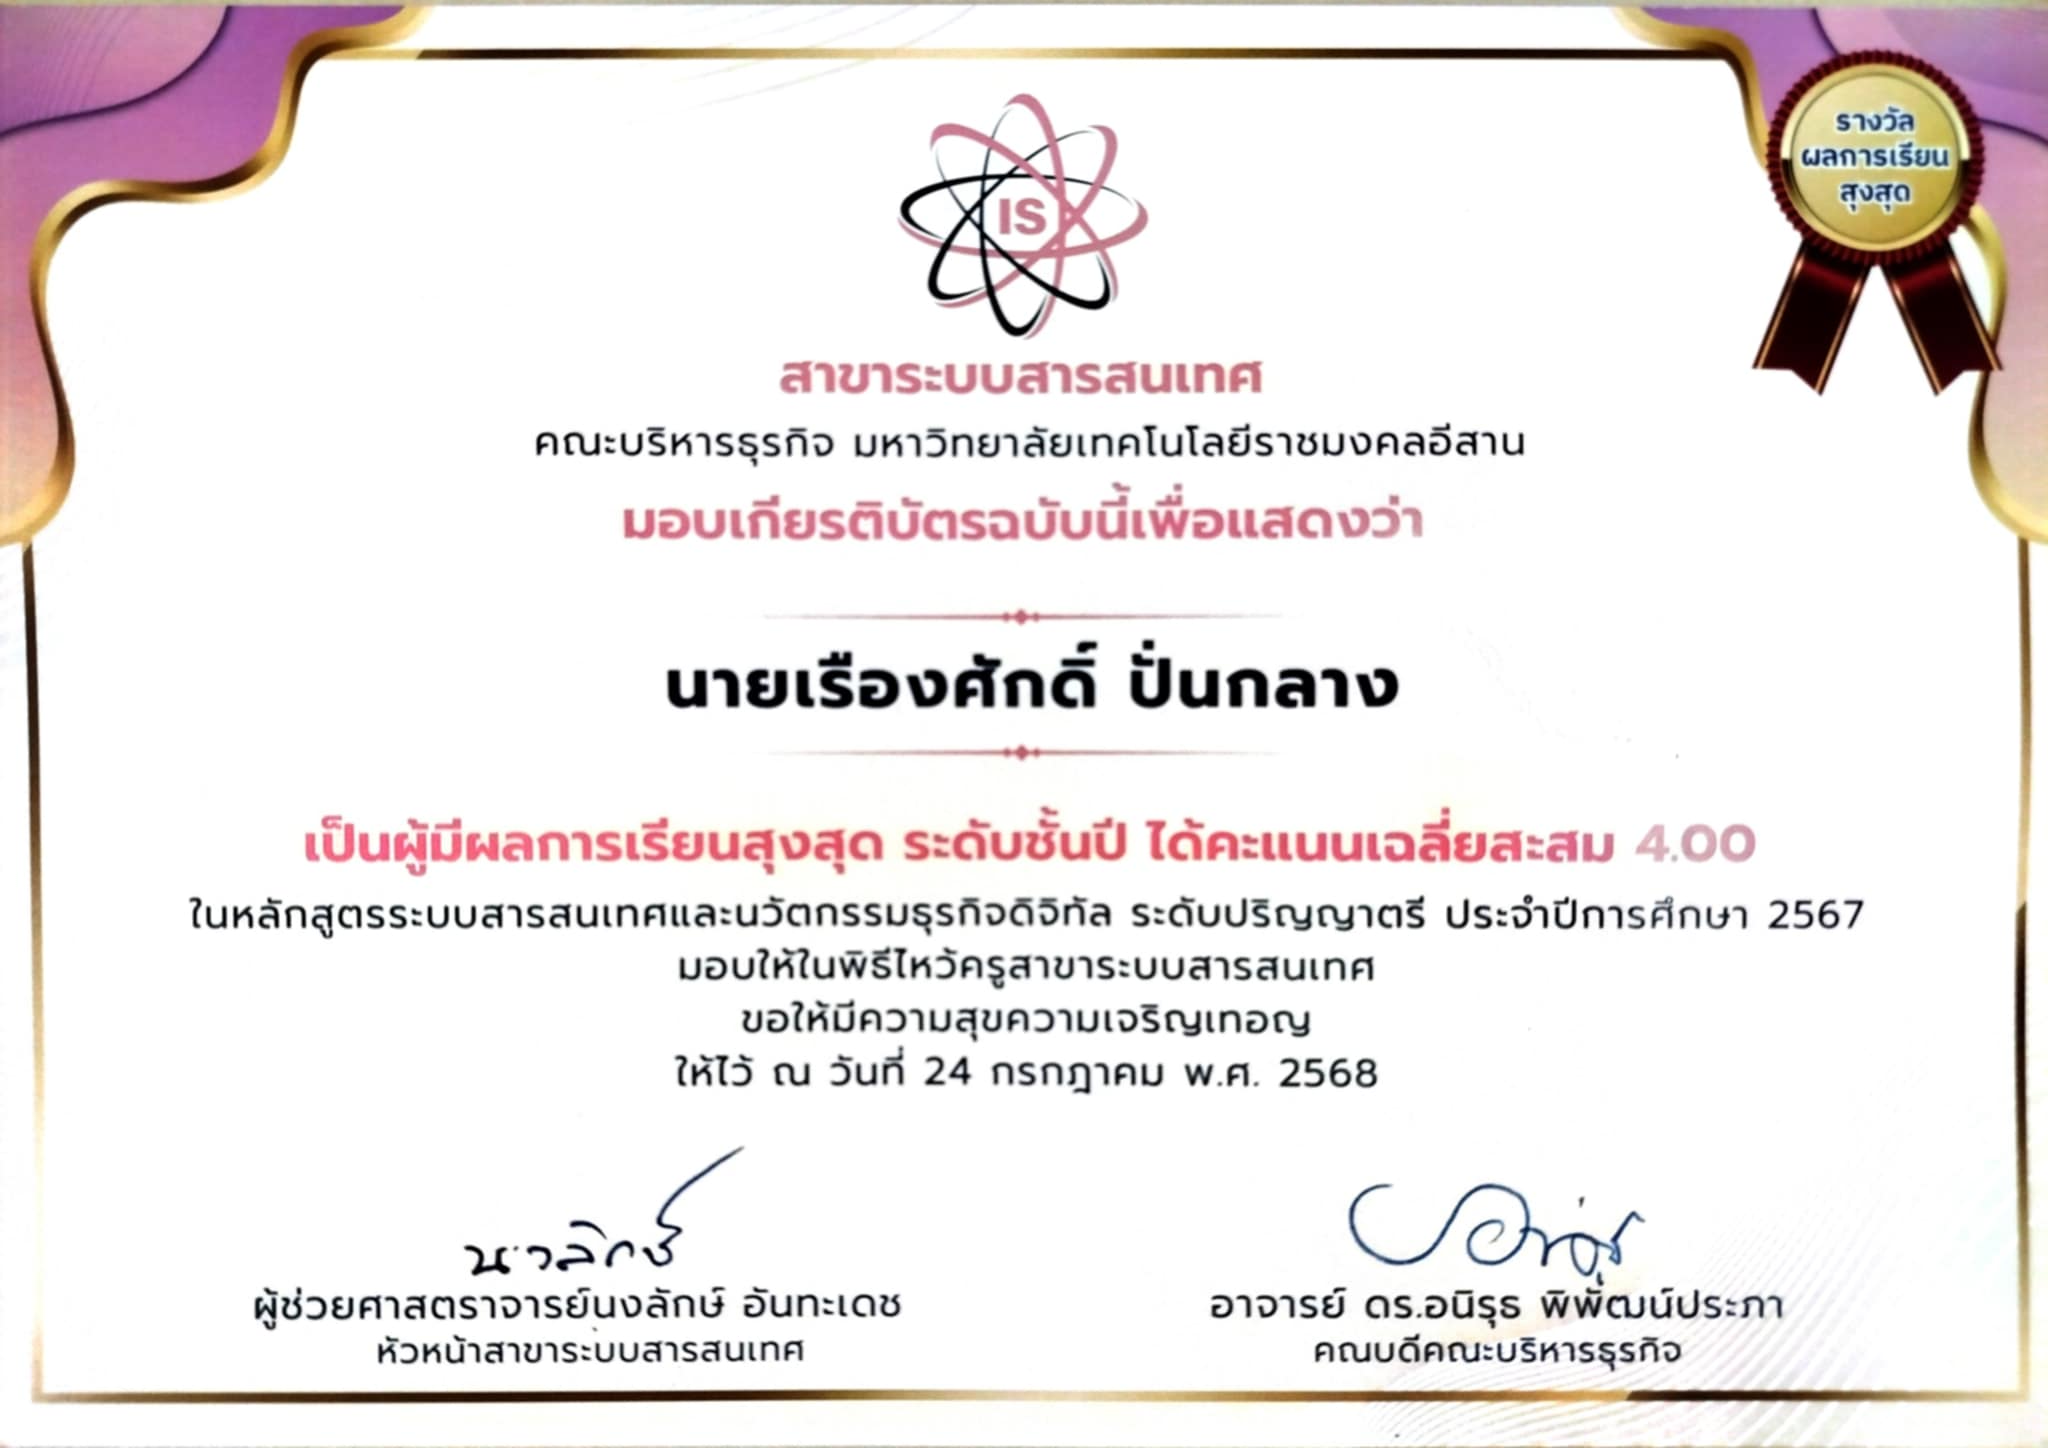 รางวัล
ผลการเรียน
สูงสุด
IS
สาขาระบบสารสนเทศ
คณะบริหารธุรกิจ มหาวิทยาลัยเทคโนโลยีราชมงคลอีสาน
มอบเกียรติบัตรฉบับนี้เพื่อแสดงว่า
นายเรืองศักดิ์ ปั่นกลาง
เป็นผู้มีผลการเรียนสูงสุด ระดับชั้นปี ได้คะแนนเฉลี่ยสะสม 4.00
ในหลักสูตรระบบสารสนเทศและนวัตกรรมธุรกิจดิจิทัล ระดับปริญญาตรี ประจำปีการศึกษา 2567
มอบให้ในพิธีไหว้ครูสาขาระบบสารสนเทศ
ขอให้มีความสุขความเจริญเทอญ
ให้ไว้ ณ วันที่ 24 กรกฎาคม พ.ศ. 2568
นงลักษ์
ผู้ช่วยศาสตราจารย์นงลักษ์ อันทะเดช
หัวหน้าสาขาระบบสารสนเทศ
อาจารย์ ดร.อนิรุธ พิพัฒน์ประภา
คณบดีคณะบริหารธุรกิจ